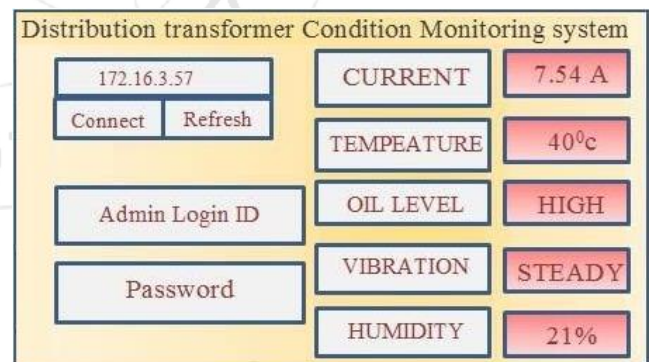 Distribution transformer Condition Monitoring system
172.16.3.57
Connect Refresh
Admin Login ID
Password
CURRENT 7.54 A
TEMPEATURE 40⁰c
OIL LEVEL HIGH
VIBRATION STEADY
HUMIDITY 21%